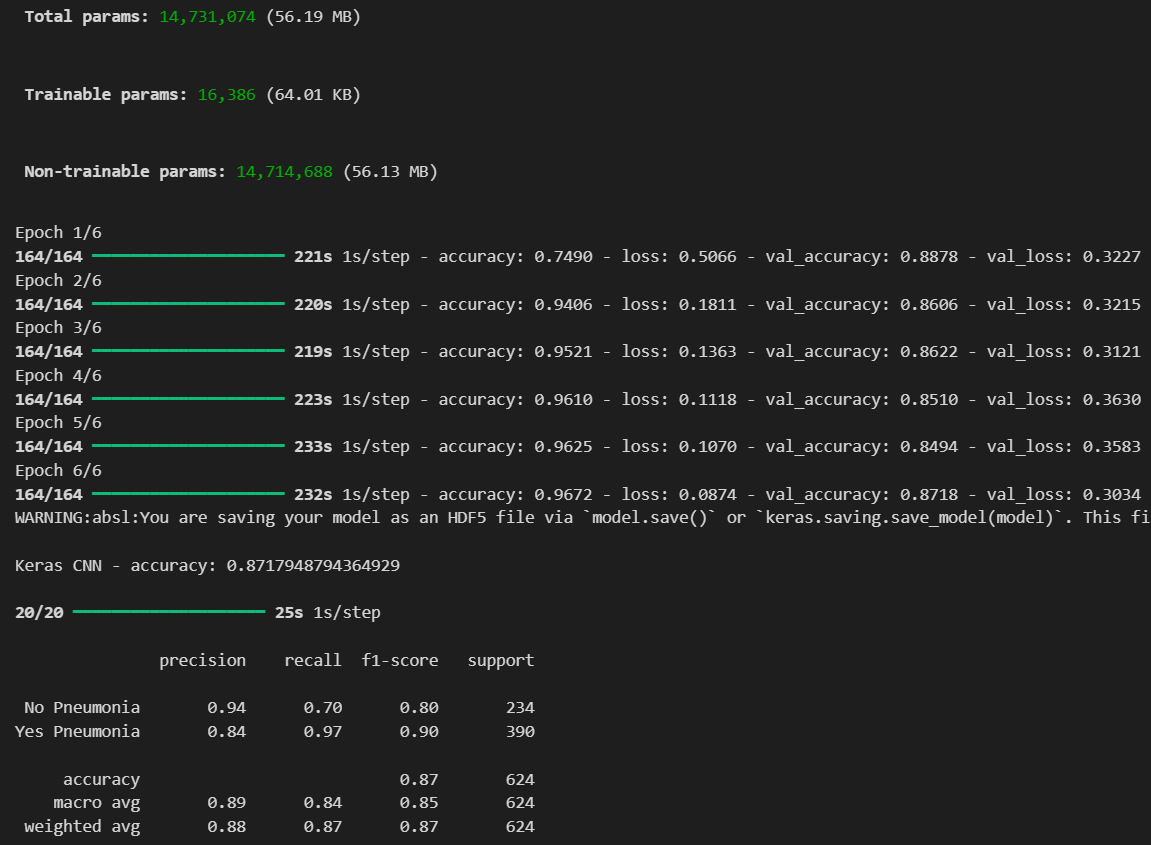 Total params: 14,731,074 (56.19 MB)
Trainable params: 16,386 (64.01 KB)
Non-trainable params: 14,714,688 (56.13 MB)
Epoch 1/6
164/164 ━━━━━━━━━━━━━━━━━━━━ 221s 1s/step - accuracy: 0.7490 - loss: 0.5066 - val_accuracy: 0.8878 - val_loss: 0.3227
Epoch 2/6
164/164 ━━━━━━━━━━━━━━━━━━━━ 220s 1s/step - accuracy: 0.9406 - loss: 0.1811 - val_accuracy: 0.8606 - val_loss: 0.3215
Epoch 3/6
164/164 ━━━━━━━━━━━━━━━━━━━━ 219s 1s/step - accuracy: 0.9521 - loss: 0.1363 - val_accuracy: 0.8622 - val_loss: 0.3121
Epoch 4/6
164/164 ━━━━━━━━━━━━━━━━━━━━ 223s 1s/step - accuracy: 0.9610 - loss: 0.1118 - val_accuracy: 0.8510 - val_loss: 0.3630
Epoch 5/6
164/164 ━━━━━━━━━━━━━━━━━━━━ 233s 1s/step - accuracy: 0.9625 - loss: 0.1070 - val_accuracy: 0.8494 - val_loss: 0.3583
Epoch 6/6
164/164 ━━━━━━━━━━━━━━━━━━━━ 232s 1s/step - accuracy: 0.9672 - loss: 0.0874 - val_accuracy: 0.8718 - val_loss: 0.3034
WARNING:absl:You are saving your model as an HDF5 file via `model.save()` or `keras.saving.save_model(model)`. This fi
Keras CNN - accuracy: 0.8717948794364929
20/20 ━━━━━━━━━━━━━━━━━━━━ 25s 1s/step
precision recall f1-score support
No Pneumonia 0.94 0.70 0.80 234
Yes Pneumonia 0.84 0.97 0.90 390
accuracy 0.87 624
macro avg 0.89 0.84 0.85 624
weighted avg 0.88 0.87 0.87 624